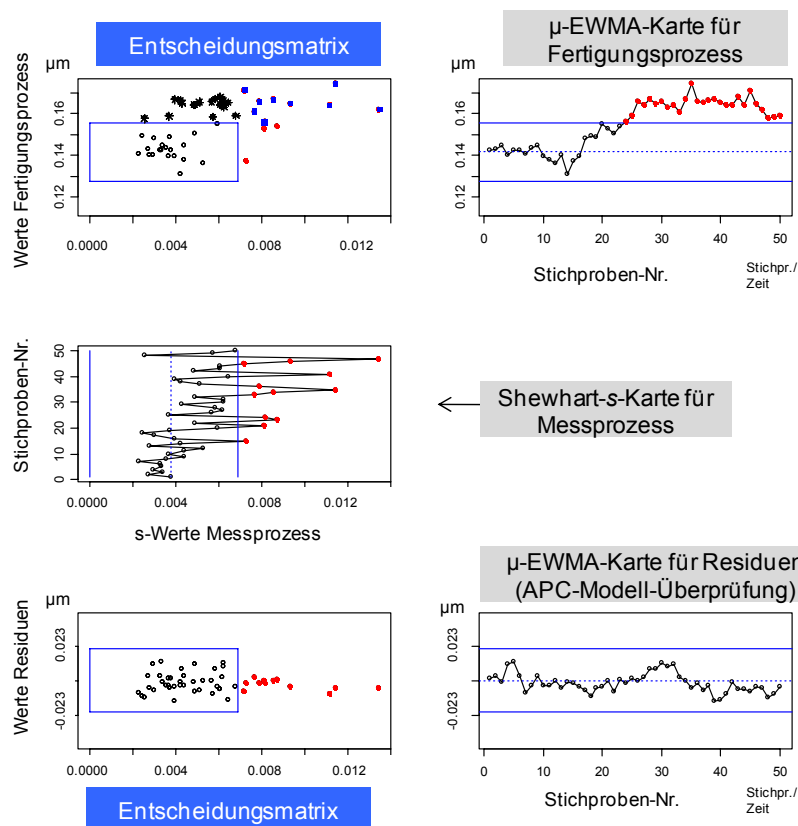 Entscheidungsmatrix
µ-EWMA-Karte für
Fertigungsprozess
µm
Werte Fertigungsprozess
0.16
0.14
0.12
0.0000
0.004
0.008
0.012
µm
0.16
0.14
0.12
0
10
20
30
40
50
Stichproben-Nr.
Stichpr./
Zeit
Stichproben-Nr.
50
40
30
20
10
0
0.0000
0.004
0.008
0.012
s-Werte Messprozess
Shewhart-s-Karte für
Messprozess
µ-EWMA-Karte für Residuen
(APC-Modell-Überprüfung)
µm
Werte Residuen
0.023
-0.023
0.0000
0.004
0.008
0.012
Entscheidungsmatrix
µm
0.023
-0.023
0
10
20
30
40
50
Stichproben-Nr.
Stichpr./
Zeit